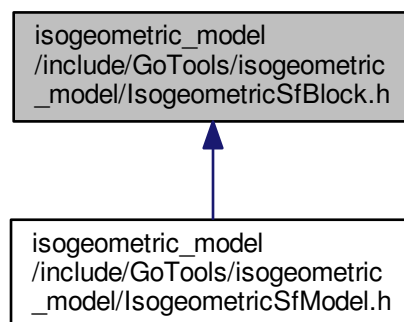 isogeometric_model
/include/GoTools/isogeometric
_model/IsogeometricSfBlock.h
isogeometric_model
/include/GoTools/isogeometric
_model/IsogeometricSfModel.h